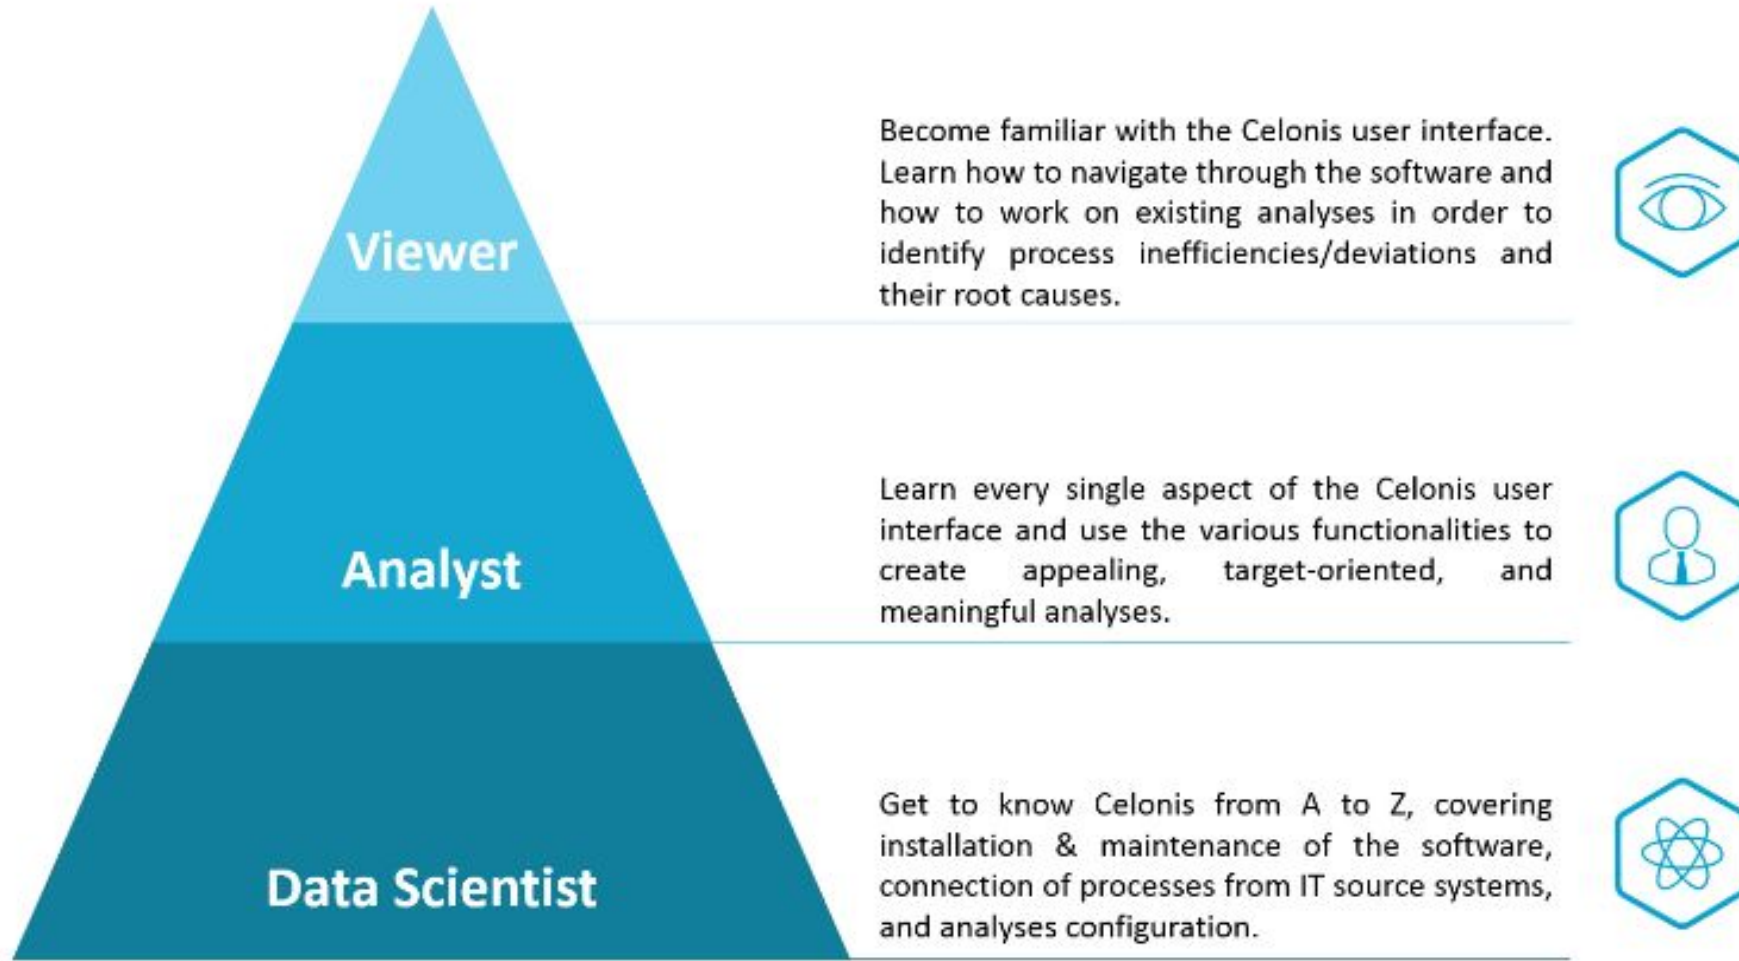 Viewer
Become familiar with the Celonis user interface.
Learn how to navigate through the software and
how to work on existing analyses in order to
identify process inefficiencies/deviations and
their root causes.
Analyst
Learn every single aspect of the Celonis user
interface and use the various functionalities to
create appealing, target-oriented, and
meaningful analyses.
Data Scientist
Get to know Celonis from A to Z, covering
installation & maintenance of the software,
connection of processes from IT source systems,
and analyses configuration.